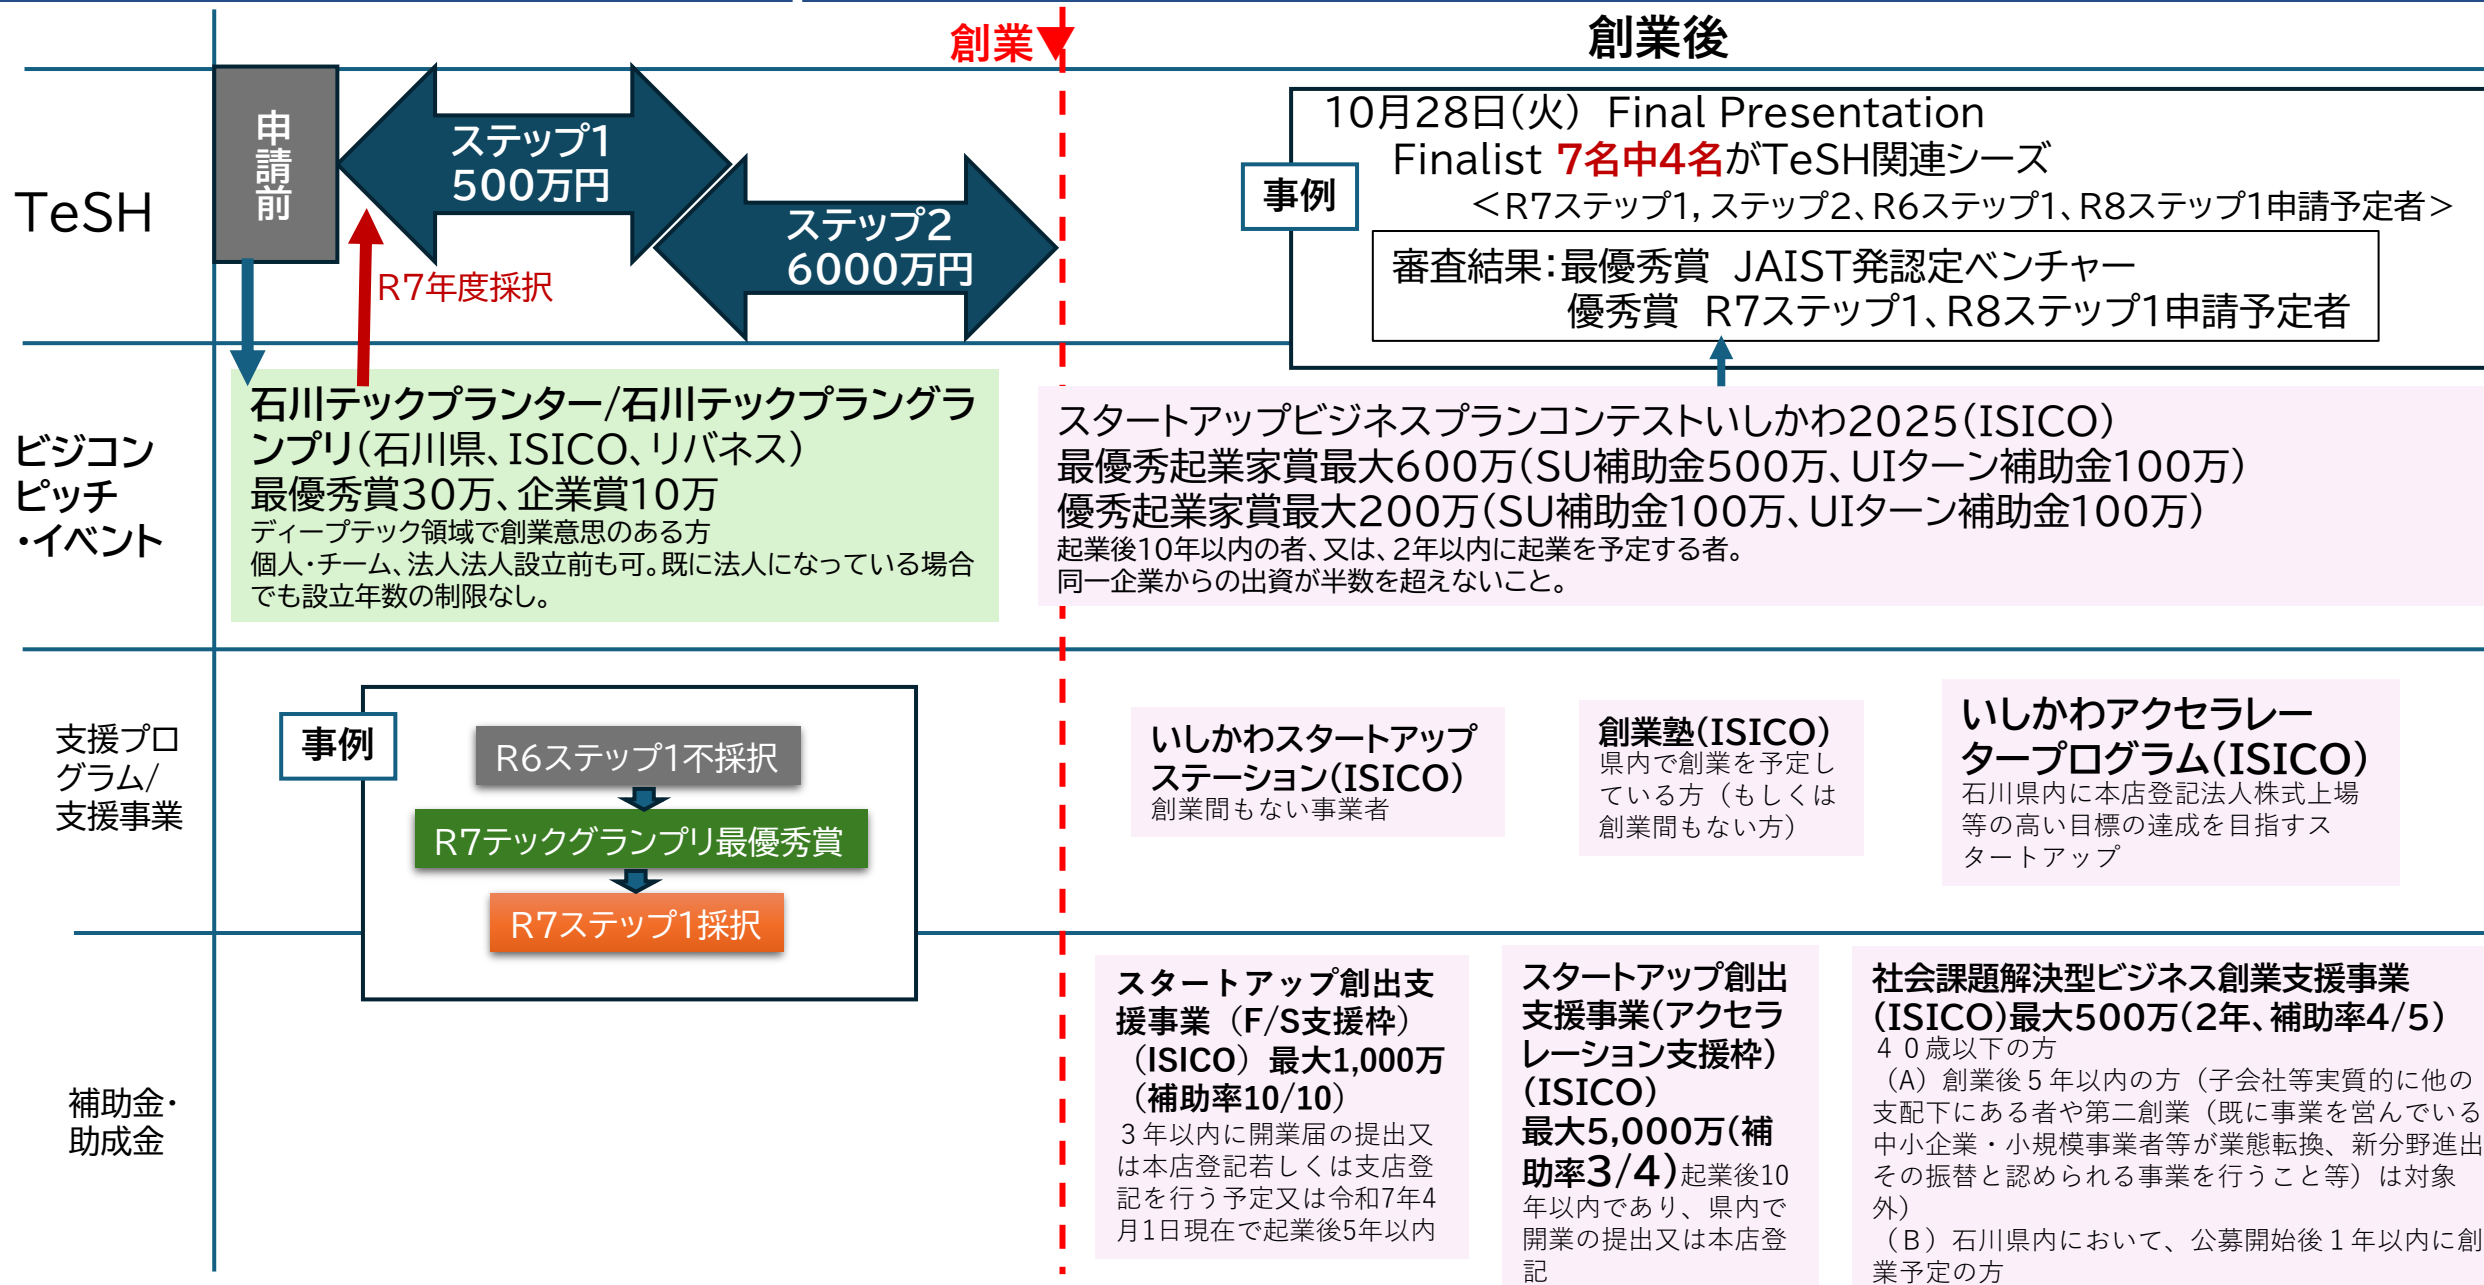 創業
創業後
TeSH
申請前
ステップ1
500万円
ステップ2
6000万円
R7年度採択
事例
10月28日(火) Final Presentation
Finalist 7名中4名がTeSH関連シーズ
<R7ステップ1, ステップ2、R6ステップ1、R8ステップ1申請予定者>
審査結果:最優秀賞 JAIST発認定ベンチャー
優秀賞 R7ステップ1、R8ステップ1申請予定者
ビジコン
ピッチ
・イベント
石川テックプランター/石川テックプラングラ
ンプリ(石川県、ISICO、リバネス)
最優秀賞30万、企業賞10万
ディープテック領域で創業意思のある方
個人・チーム、法人法人設立前も可。既に法人になっている場合
でも設立年数の制限なし。
スタートアップビジネスプランコンテストいしかわ2025(ISICO)
最優秀起業家賞最大600万(SU補助金500万、UIターン補助金100万)
優秀起業家賞最大200万(SU補助金100万、UIターン補助金100万)
起業後10年以内の者、又は、2年以内に起業を予定する者。
同一企業からの出資が半数を超えないこと。
支援プロ
グラム/
支援事業
事例
R6ステップ1不採択
R7テックグランプリ最優秀賞
R7ステップ1採択
いしかわスタートアップ
ステーション(ISICO)
創業間もない事業者
創業塾(ISICO)
県内で創業を予定し
ている方（もしくは
創業間もない方）
いしかわアクセラレー
タープログラム(ISICO)
石川県内に本店登記法人株式上場
等の高い目標の達成を目指すス
タートアップ
補助金・
助成金
スタートアップ創出支
援事業（F/S支援枠）
（ISICO）最大1,000万
（補助率10/10）
３年以内に開業届の提出又
は本店登記若しくは支店登
記を行う予定又は令和7年4
月1日現在で起業後5年以内
スタートアップ創出
支援事業(アクセラ
レーション支援枠)
(ISICO)
最大5,000万(補
助率3/4)起業後10
年以内であり、県内で
開業の提出又は本店登
記
社会課題解決型ビジネス創業支援事業
(ISICO)最大500万(2年、補助率4/5)
４０歳以下の方
（A）創業後５年以内の方（子会社等実質的に他の
支配下にある者や第二創業（既に事業を営んでいる
中小企業・小規模事業者等が業態転換、新分野進出
その振替と認められる事業を行うこと等）は対象
外）
（Ｂ）石川県内において、公募開始後１年以内に創
業予定の方